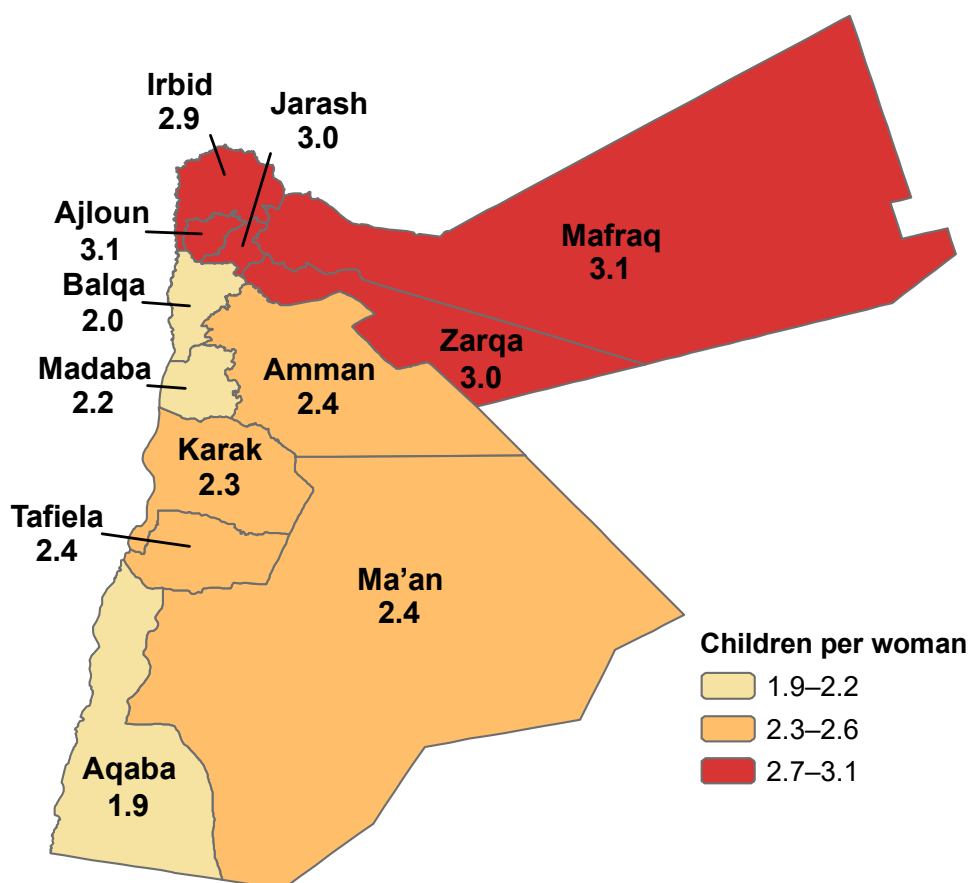 Irbid
2.9
Jarash
3.0
Ajloun
3.1
Mafraq
3.1
Balqa
2.0
Zarqa
3.0
Madaba
2.2
Amman
2.4
Karak
2.3
Tafiela
2.4
Ma’an
2.4
Aqaba
1.9
Children per woman
1.9–2.2
2.3–2.6
2.7–3.1